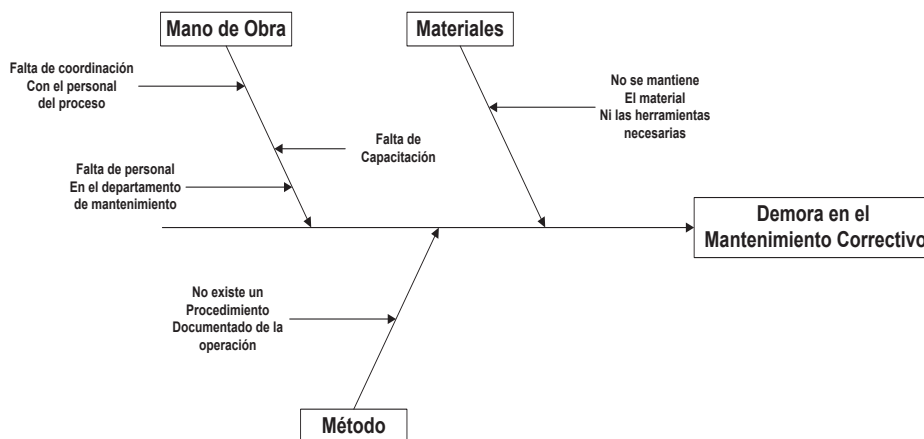 Mano de Obra
Materiales
Falta de coordinación
Con el personal
del proceso
No se mantiene
El material
Ni las herramientas
necesarias
Falta de
Capacitación
Falta de personal
En el departamento
de mantenimiento
Demora en el
Mantenimiento Correctivo
No existe un
Procedimiento
Documentado de la
operación
Método